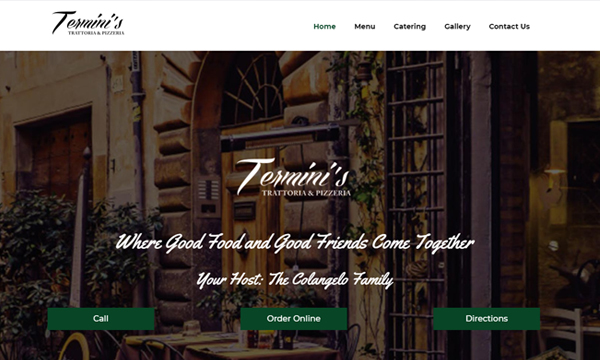 Termini's
TRATTORIA & PIZZERIA
Home Menu Catering Gallery Contact Us
Termini's
TRATTORIA & PIZZERIA
Where Good Food and Good Friends Come Together
Your Host: The Colangelo Family
Call Order Online Directions